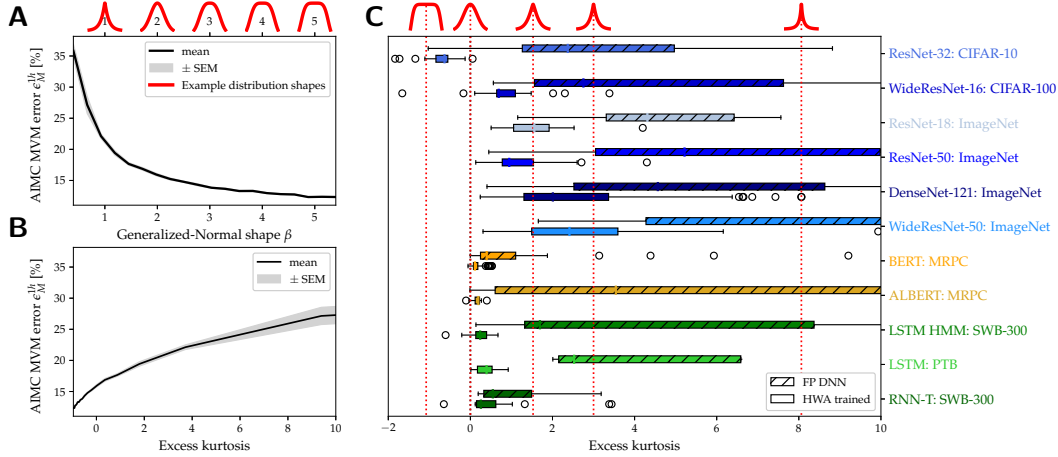 A
1 2 3 4 5
AIMC MVM error ϵ_M^{1h} [%]
35
30
25
20
15
mean
± SEM
Example distribution shapes
1 2 3 4 5
Generalized-Normal shape β
B
AIMC MVM error ϵ_M^{1h} [%]
35
30
25
20
15
mean
± SEM
0 2 4 6 8 10
Excess kurtosis
C
ResNet-32: CIFAR-10
WideResNet-16: CIFAR-100
ResNet-18: ImageNet
ResNet-50: ImageNet
DenseNet-121: ImageNet
WideResNet-50: ImageNet
BERT: MRPC
ALBERT: MRPC
LSTM HMM: SWB-300
LSTM: PTB
RNN-T: SWB-300
FP DNN
HWA trained
−2 0 2 4 6 8 10
Excess kurtosis